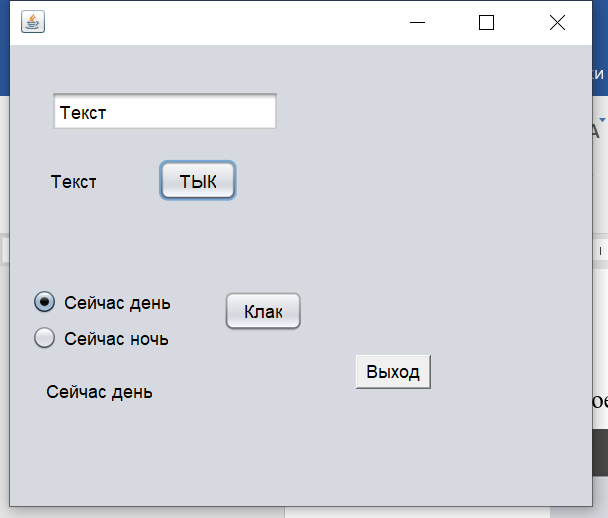 Текст
Текст ТЫК
Сейчас день
Клак
Сейчас ночь
Выход
Сейчас день